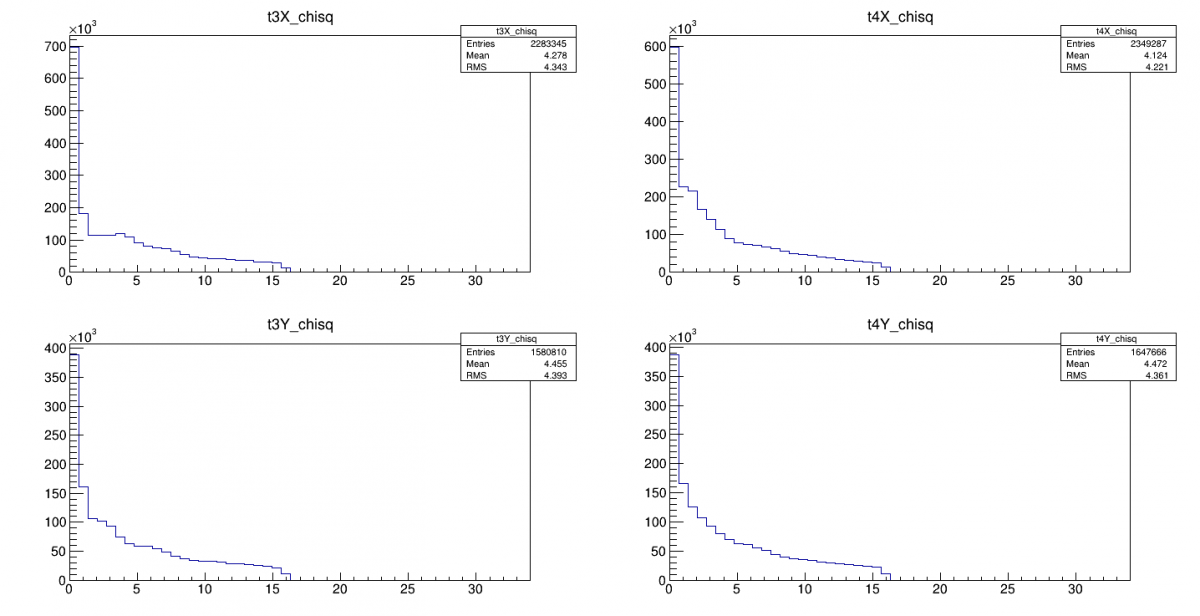 t3X_chisq
×10³
700
600
500
400
300
200
100
0
0 5 10 15 20 25 30
t3X_chisq
Entries 2283345
Mean 4.278
RMS 4.343
t4X_chisq
×10³
600
500
400
300
200
100
0
0 5 10 15 20 25 30
t4X_chisq
Entries 2349287
Mean 4.124
RMS 4.221
t3Y_chisq
×10³
400
350
300
250
200
150
100
50
0
0 5 10 15 20 25 30
t3Y_chisq
Entries 1580810
Mean 4.455
RMS 4.393
t4Y_chisq
×10³
400
350
300
250
200
150
100
50
0
0 5 10 15 20 25 30
t4Y_chisq
Entries 1647666
Mean 4.472
RMS 4.361